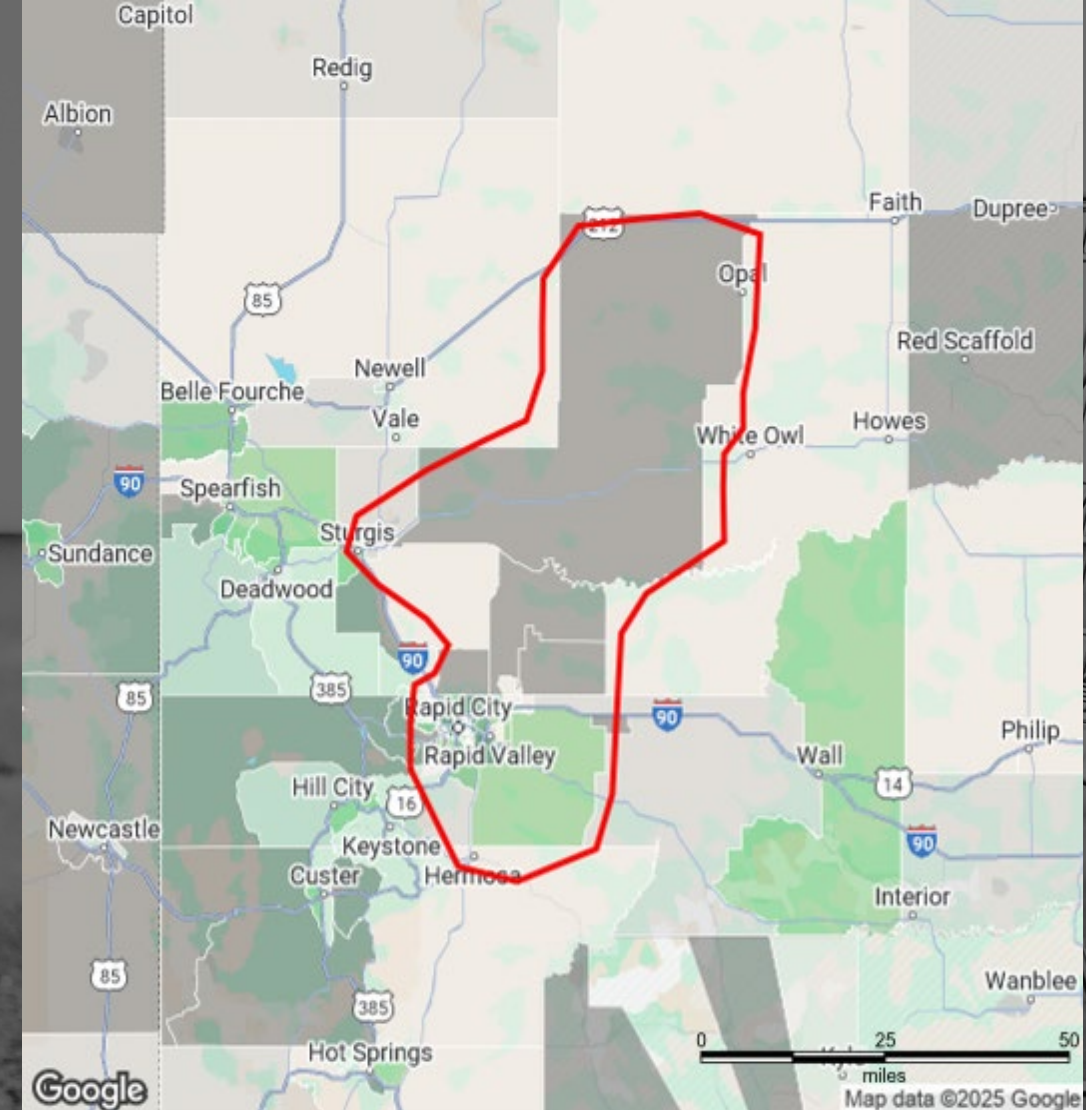 Capitol
Redig
Albion
Faith
Dupree
212
Opal
85
Red Scaffold
Newell
Belle Fourche
Vale
Howes
White Owl
90
Spearfish
Sturgis
Sundance
Deadwood
90
385
85
Rapid City
90
Rapid Valley
Philip
Wall
14
Hill City
16
Newcastle
Keystone
90
Custer
Hermosa
Interior
85
Wanblee
385
Hot Springs
0 25 50
miles
Google
Map data ©2025 Google